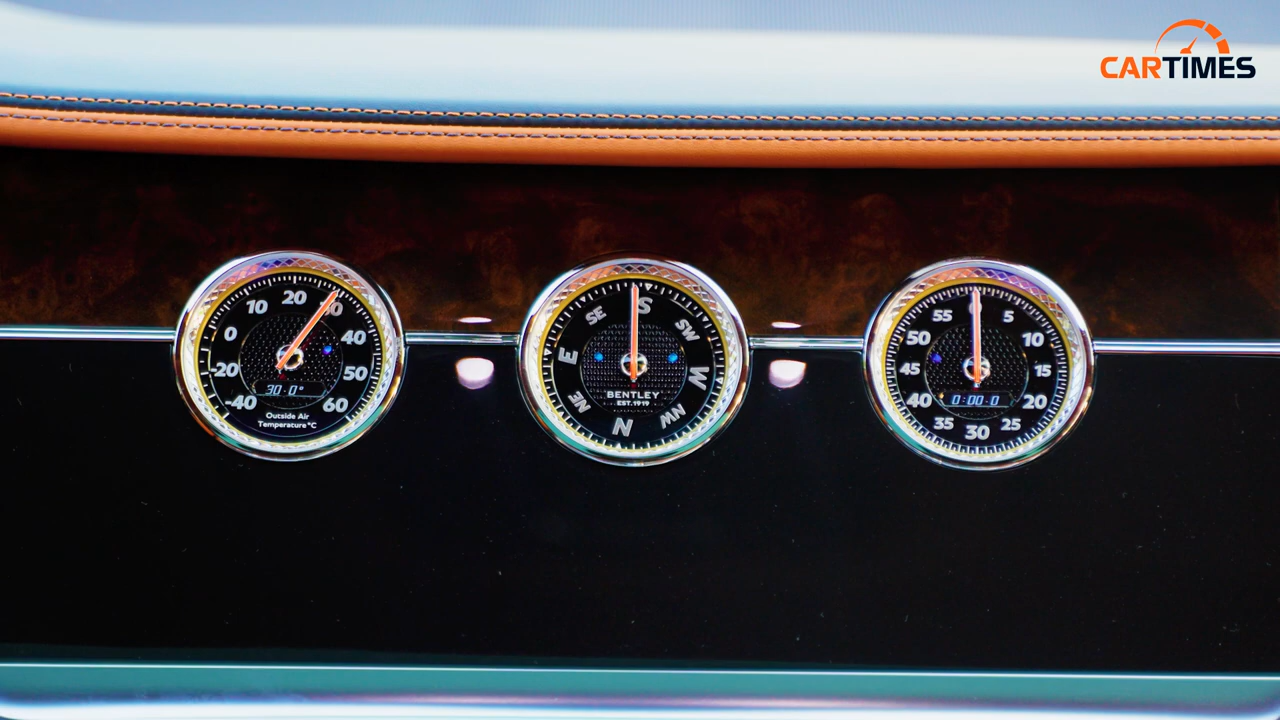 CARTIMES
20
10
30
0
40
-20
50
-40
60
30.0°
Outside Air
Temperature °C
S
SE
SW
E
W
NE
NW
N
BENTLEY
EST. 1919
0
55
5
50
10
45
15
40
20
35
25
30
0:00.0